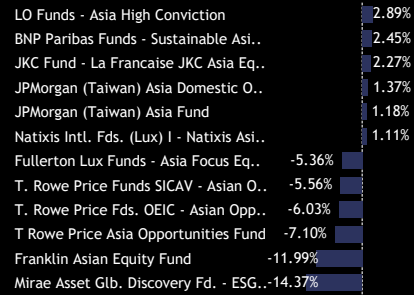 LO Funds - Asia High Conviction 2.89%
BNP Paribas Funds - Sustainable Asi.. 2.45%
JKC Fund - La Francaise JKC Asia Eq.. 2.27%
JPMorgan (Taiwan) Asia Domestic O.. 1.37%
JPMorgan (Taiwan) Asia Fund 1.18%
Natixis Intl. Fds. (Lux) I - Natixis Asi.. 1.11%
Fullerton Lux Funds - Asia Focus Eq.. -5.36%
T. Rowe Price Funds SICAV - Asian O.. -5.56%
T. Rowe Price Fds. OEIC - Asian Opp.. -6.03%
T Rowe Price Asia Opportunities Fund -7.10%
Franklin Asian Equity Fund -11.99%
Mirae Asset Glb. Discovery Fd. - ESG.. -14.37%